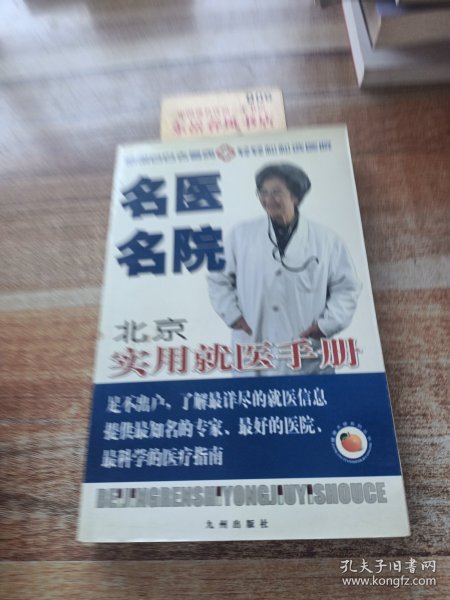 名医
名院
北京
实用就医手册
足不出户，了解最详尽的就医信息
提供最知名的专家、最好的医院、
最科学的医疗指南
BEIJINGRENSHIYONGJIUYISHOUCE
九州出版社
孔夫子旧书网
www.kongfz.com